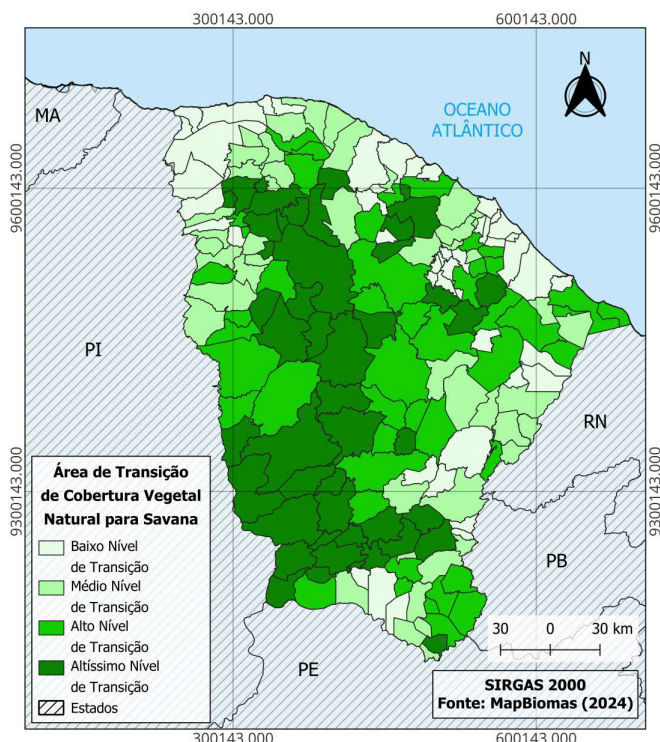 300143.000
600143.000
N
MA
OCEANO
ATLÂNTICO
9600143.000
9600143.000
PI
RN
Área de Transição
de Cobertura Vegetal
Natural para Savana
Baixo Nível
de Transição
Médio Nível
de Transição
Alto Nível
de Transição
Altíssimo Nível
de Transição
Estados
9300143.000
9300143.000
PB
30 0 30 km
PE
SIRGAS 2000
Fonte: MapBiomas (2024)
300143.000
600143.000